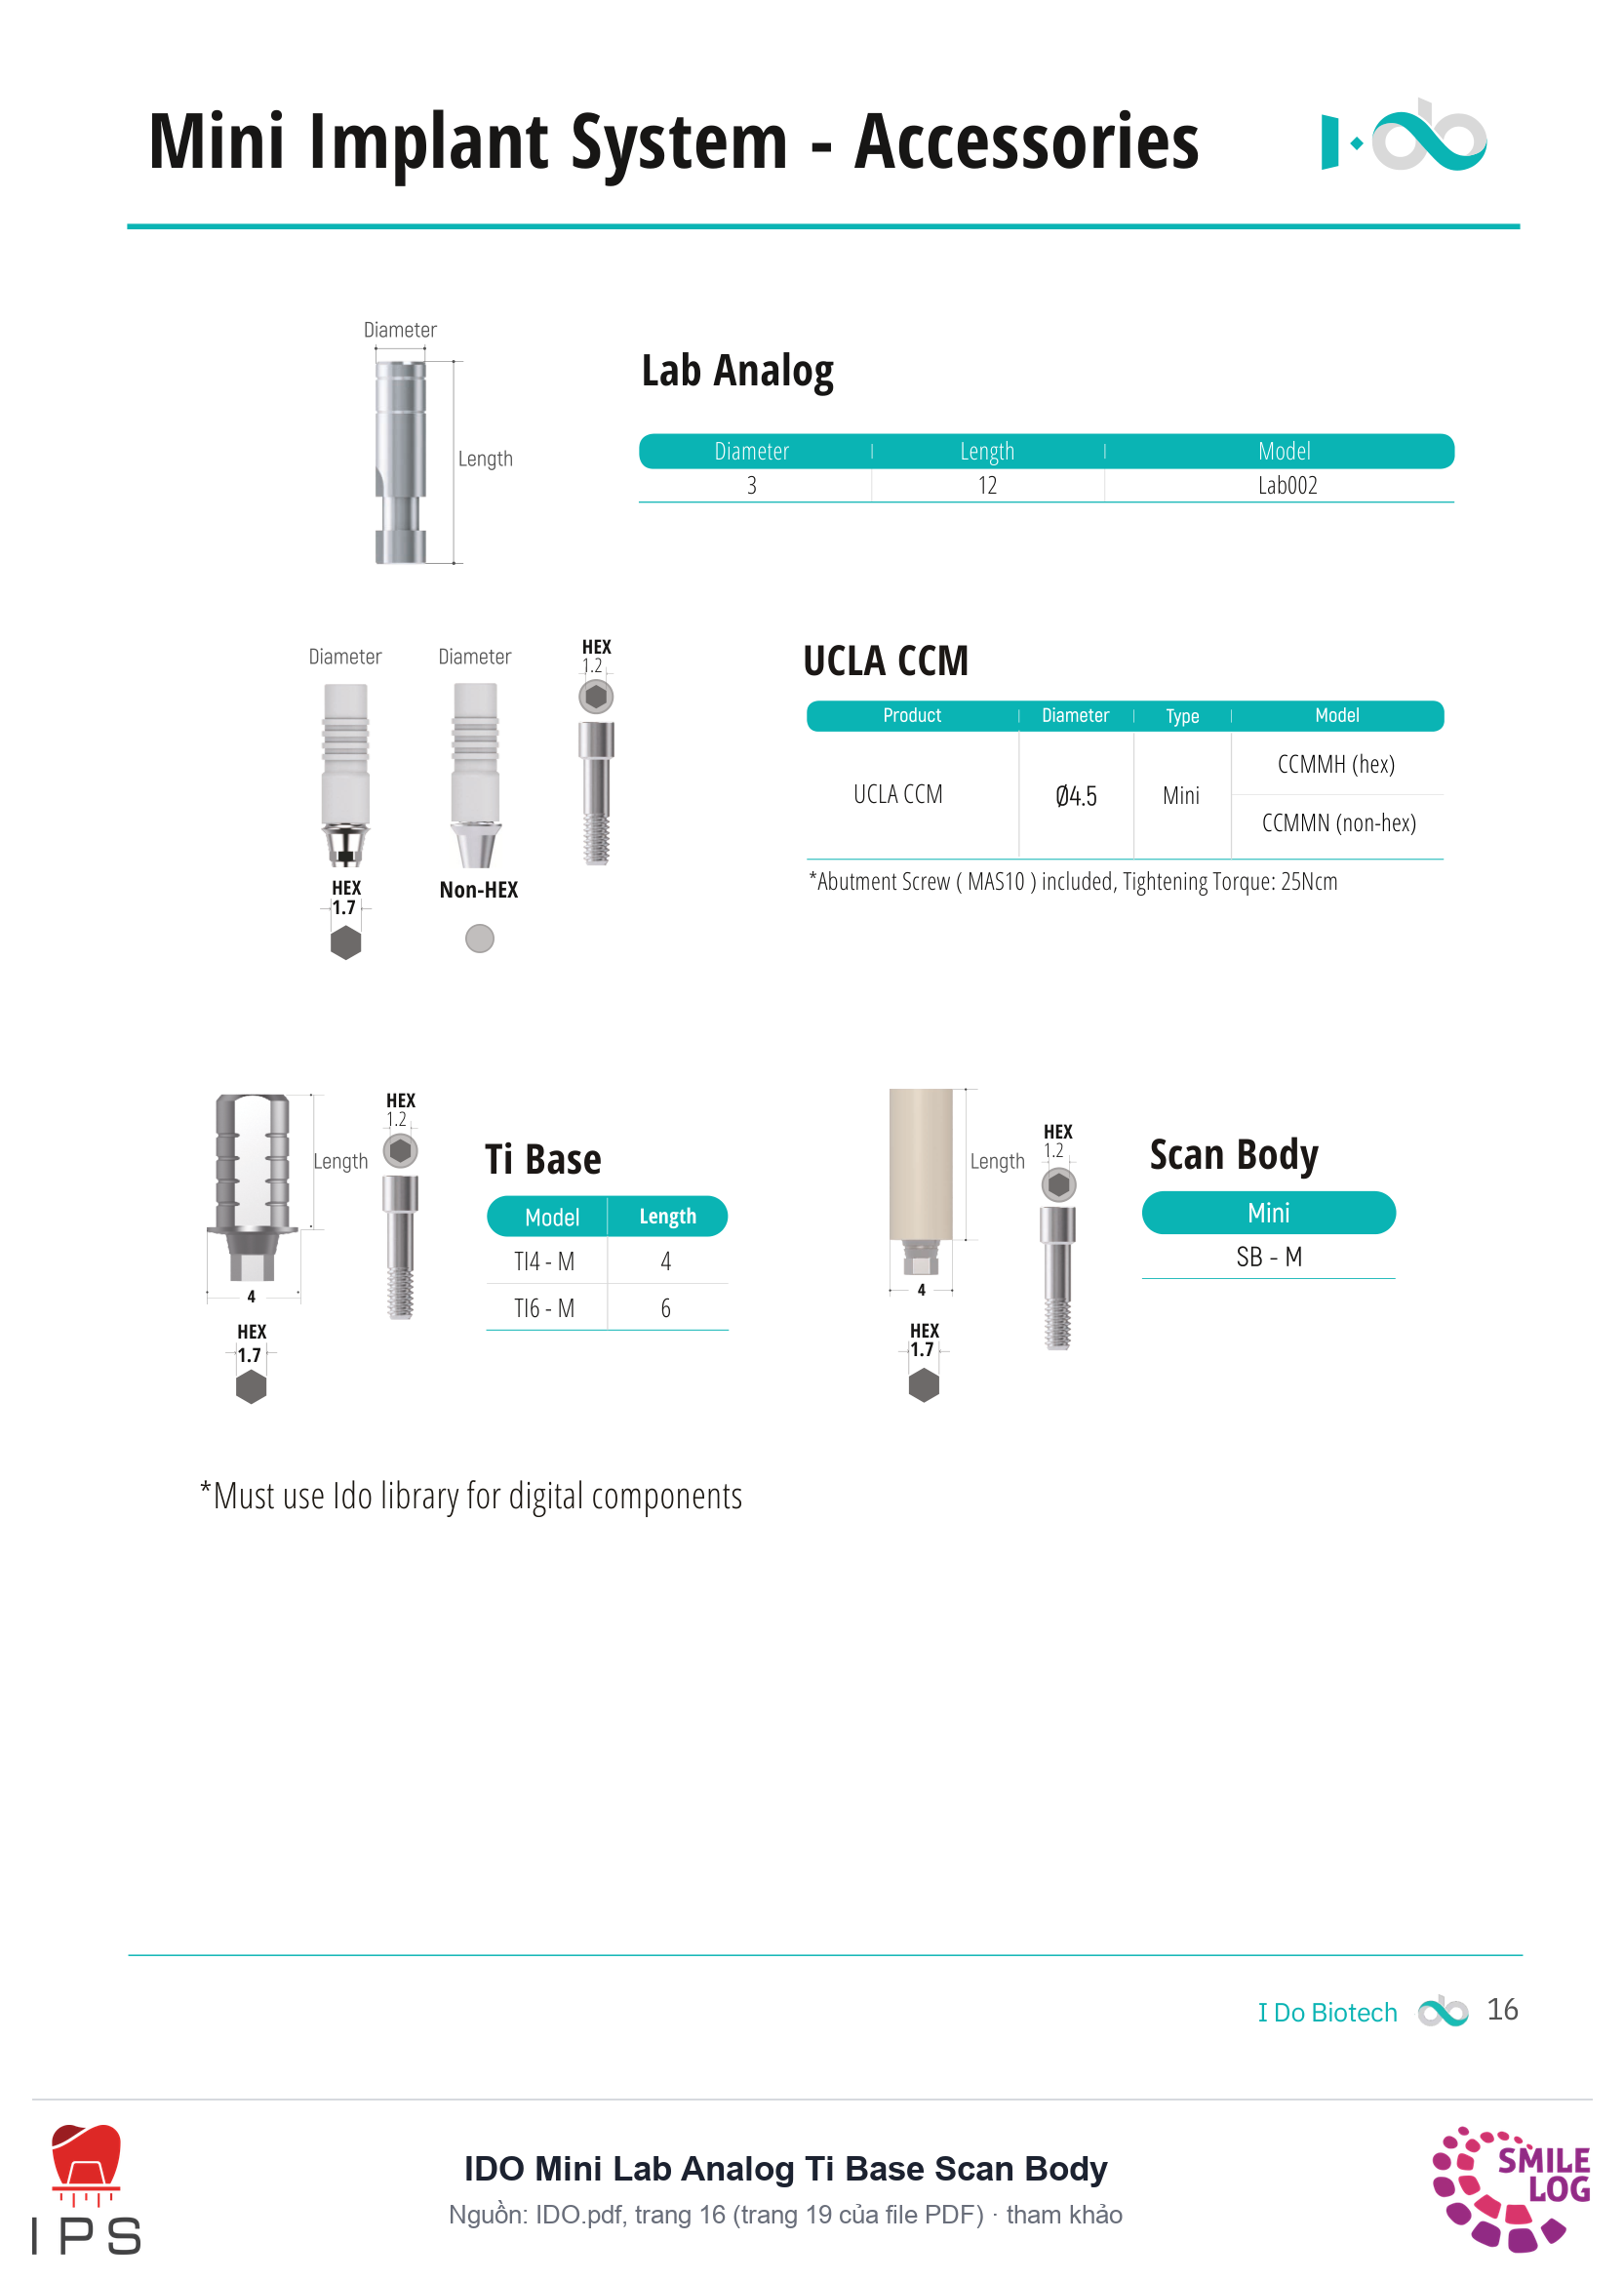 Mini Implant System - Accessories
Diameter
Length
Lab Analog
Diameter Length Model
3 12 Lab002
Diameter Diameter HEX
1.2
HEX
1.7
Non-HEX
UCLA CCM
Product Diameter Type Model
UCLA CCM Ø4.5 Mini CCMMH (hex)
CCMMN (non-hex)
*Abutment Screw ( MAS10 ) included, Tightening Torque: 25Ncm
Length
4
HEX
1.7
HEX
1.2
Ti Base
Model Length
TI4 - M 4
TI6 - M 6
Length
4
HEX
1.7
HEX
1.2
Scan Body
Mini
SB - M
*Must use Ido library for digital components
I Do Biotech 16
IPS
IDO Mini Lab Analog Ti Base Scan Body
Nguồn: IDO.pdf, trang 16 (trang 19 của file PDF) · tham khảo
SMILE
LOG